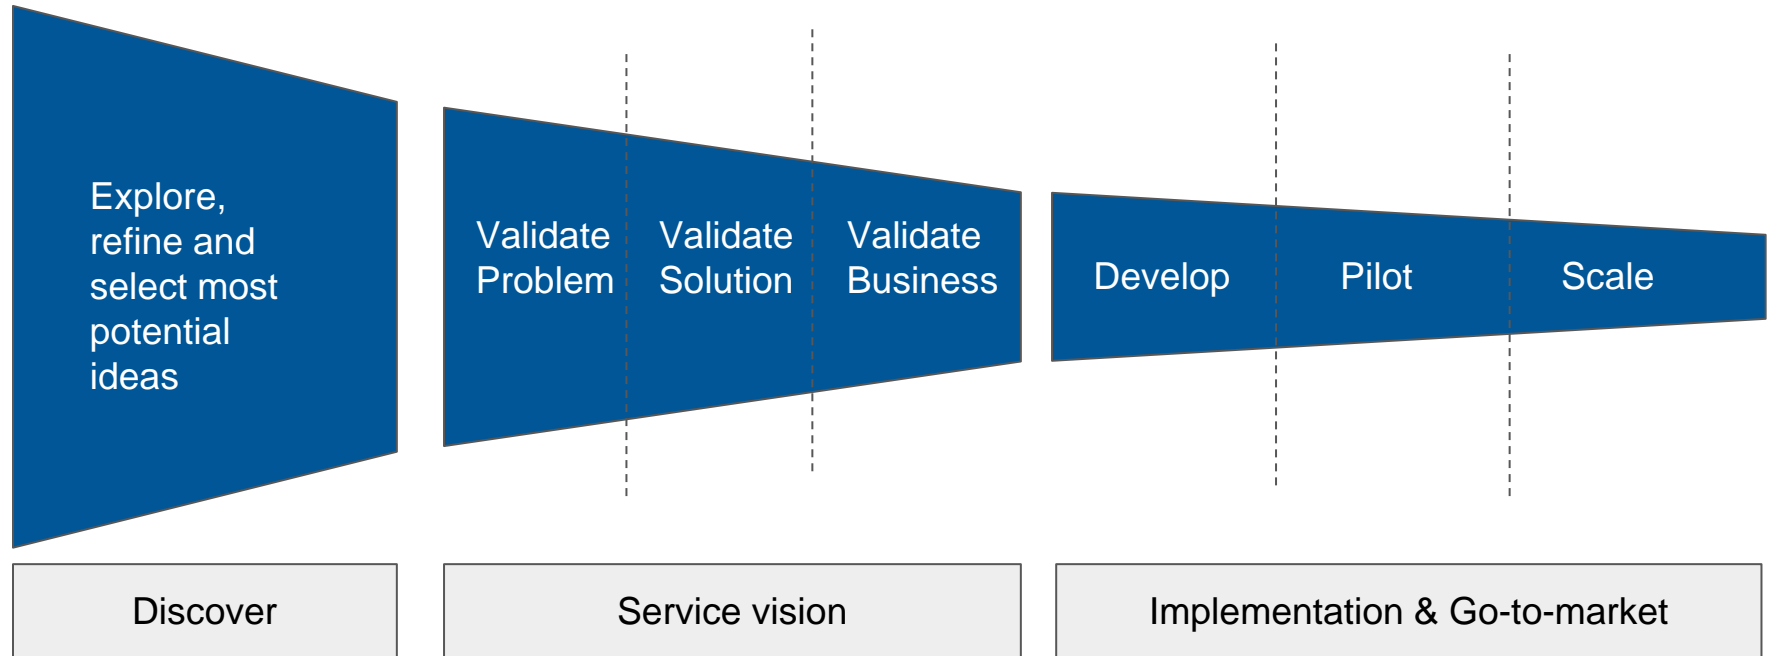 Explore,
refine and
select most
potential
ideas
Validate
Problem
Validate
Solution
Validate
Business
Develop
Pilot
Scale
Discover
Service vision
Implementation & Go-to-market